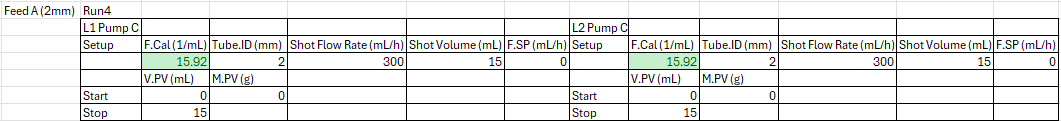 Feed A (2mm) Run4
L1 Pump C L2 Pump C
Setup F.Cal (1/mL) Tube.ID (mm) Shot Flow Rate (mL/h) Shot Volume (mL) F.SP (mL/h) Setup F.Cal (1/mL) Tube.ID (mm) Shot Flow Rate (mL/h) Shot Volume (mL) F.SP (mL/h)
15.92 2 300 15 0 15.92 2 300 15 0
V.PV (mL) M.PV (g) V.PV (mL) M.PV (g)
Start 0 0 Start 0 0
Stop 15 Stop 15